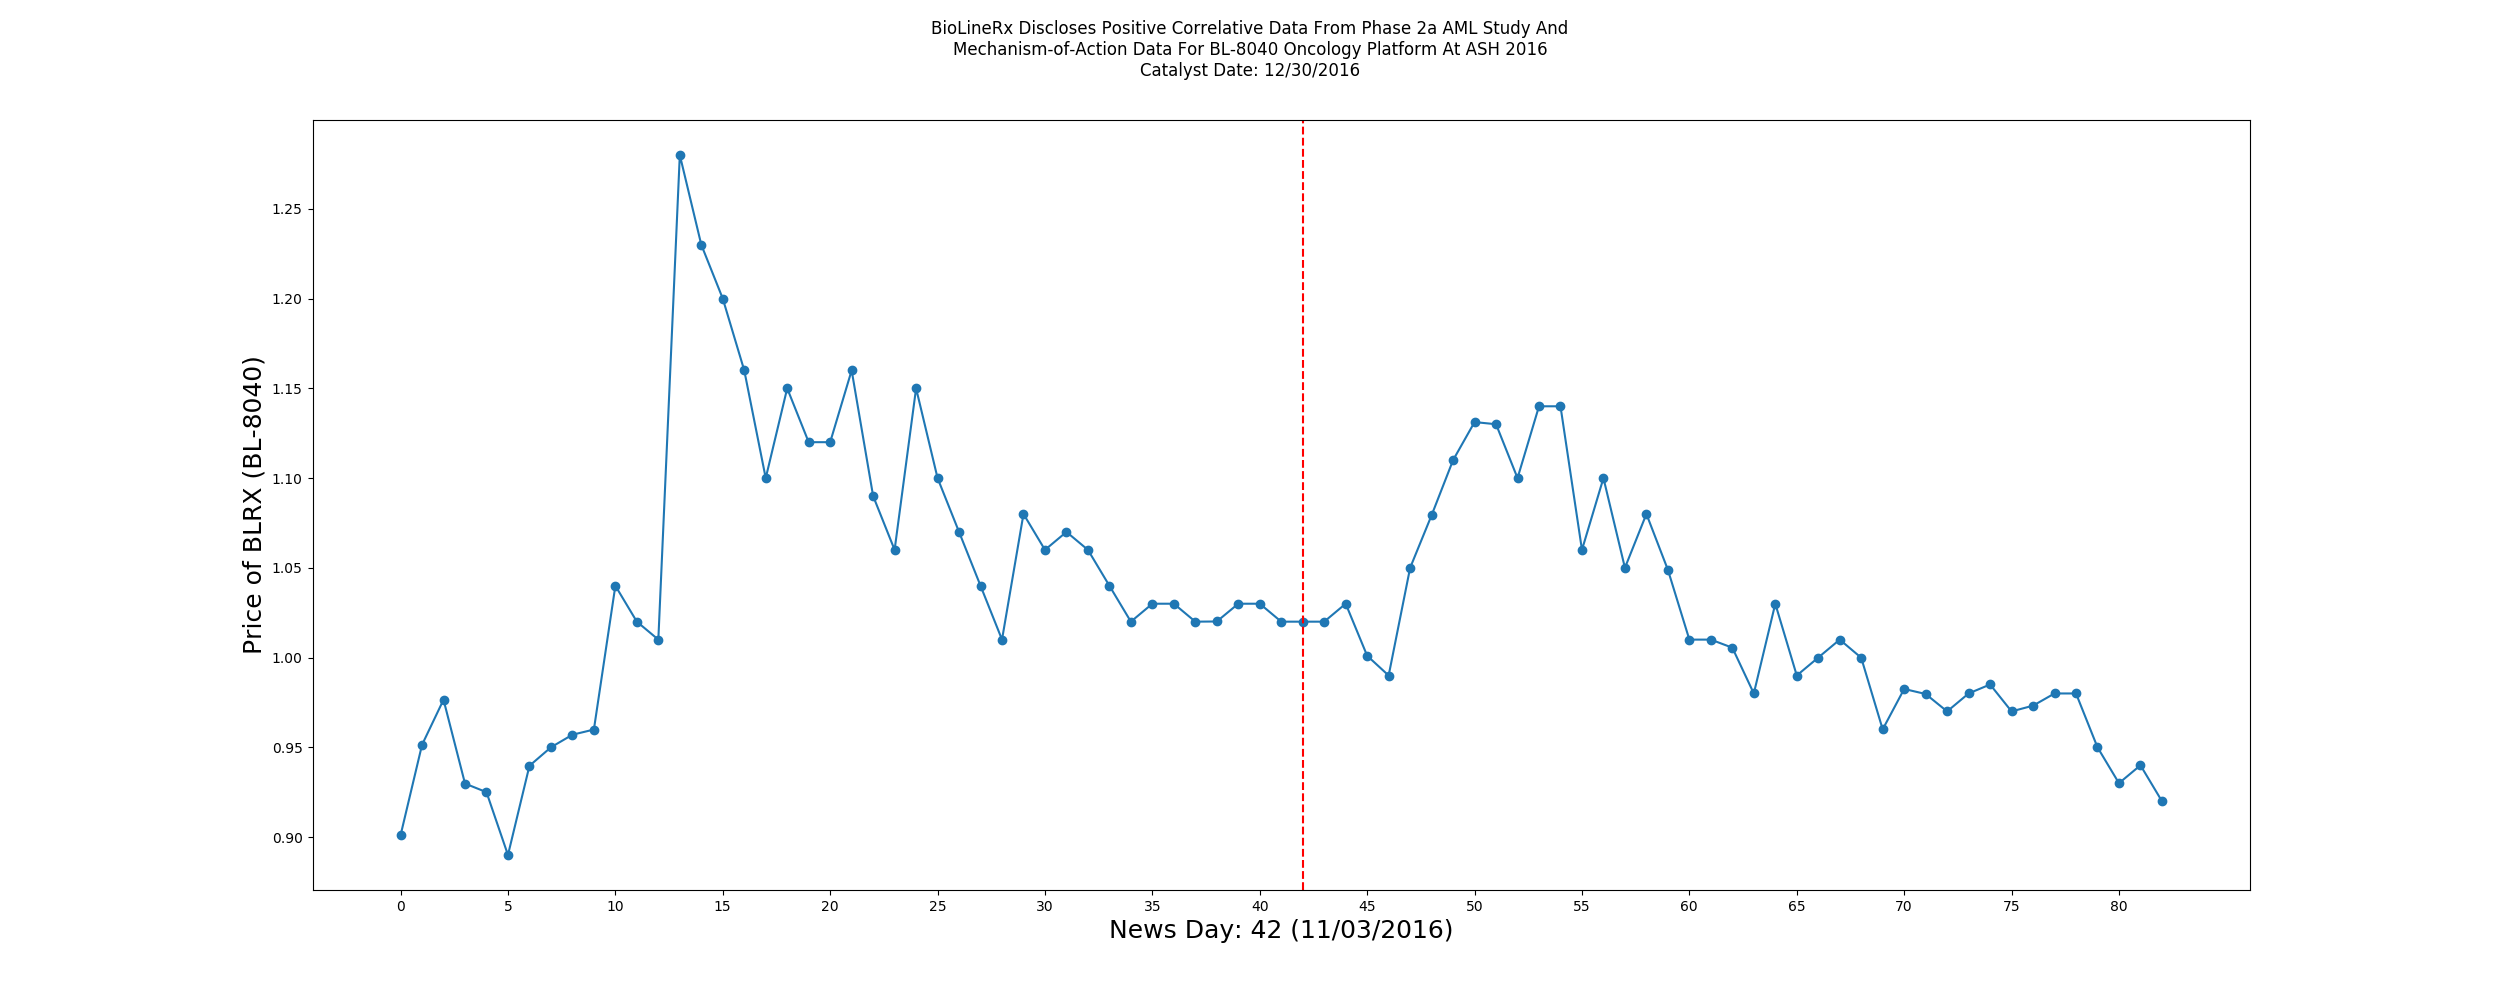 BioLineRx Discloses Positive Correlative Data From Phase 2a AML Study And
Mechanism-of-Action Data For BL-8040 Oncology Platform At ASH 2016
Catalyst Date: 12/30/2016
Price of BLRX (BL-8040)
1.25
1.20
1.15
1.10
1.05
1.00
0.95
0.90
0 5 10 15 20 25 30 35 40 45 50 55 60 65 70 75 80
News Day: 42 (11/03/2016)